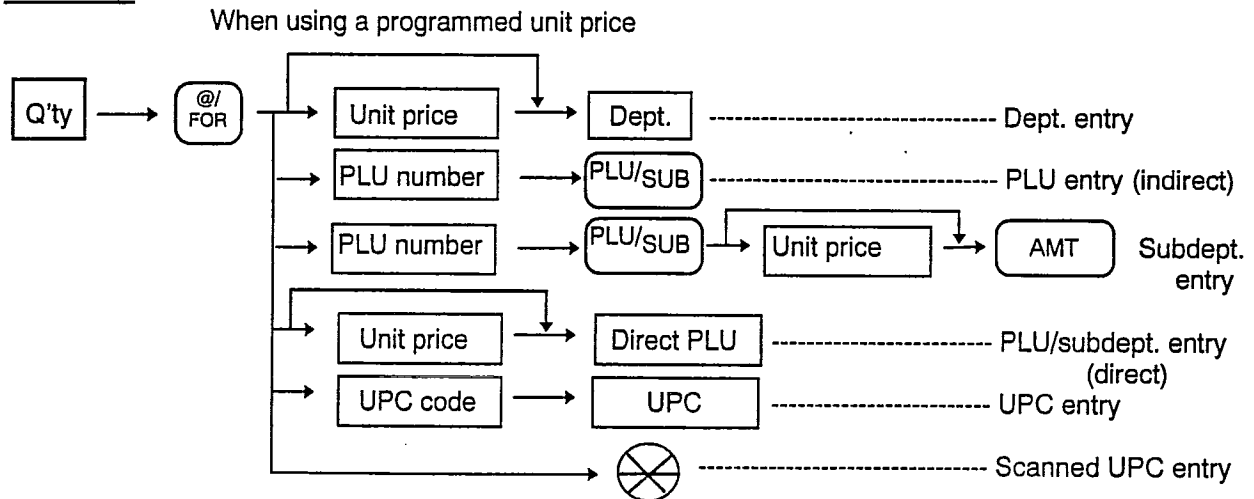 When using a programmed unit price
Q'ty @/ FOR Unit price Dept. Dept. entry
PLU number PLU/SUB PLU entry (indirect)
PLU number PLU/SUB Unit price AMT Subdept. entry
Unit price Direct PLU PLU/subdept. entry (direct)
UPC code UPC UPC entry
Scanned UPC entry